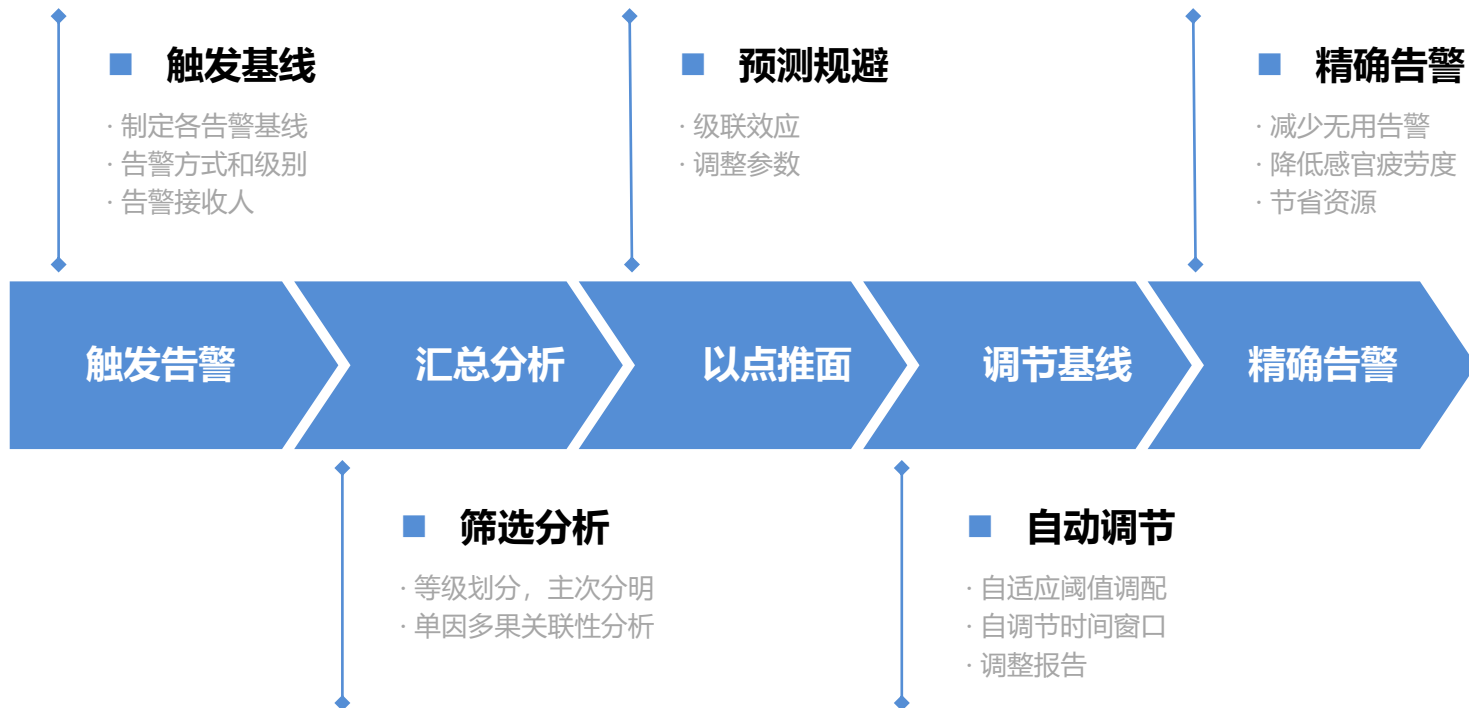 触发基线
· 制定各告警基线
· 告警方式和级别
· 告警接收人
预测规避
· 级联效应
· 调整参数
精确告警
· 减少无用告警
· 降低感官疲劳度
· 节省资源
触发告警
汇总分析
以点推面
调节基线
精确告警
筛选分析
· 等级划分，主次分明
· 单因多果关联性分析
自动调节
· 自适应阈值调配
· 自调节时间窗口
· 调整报告